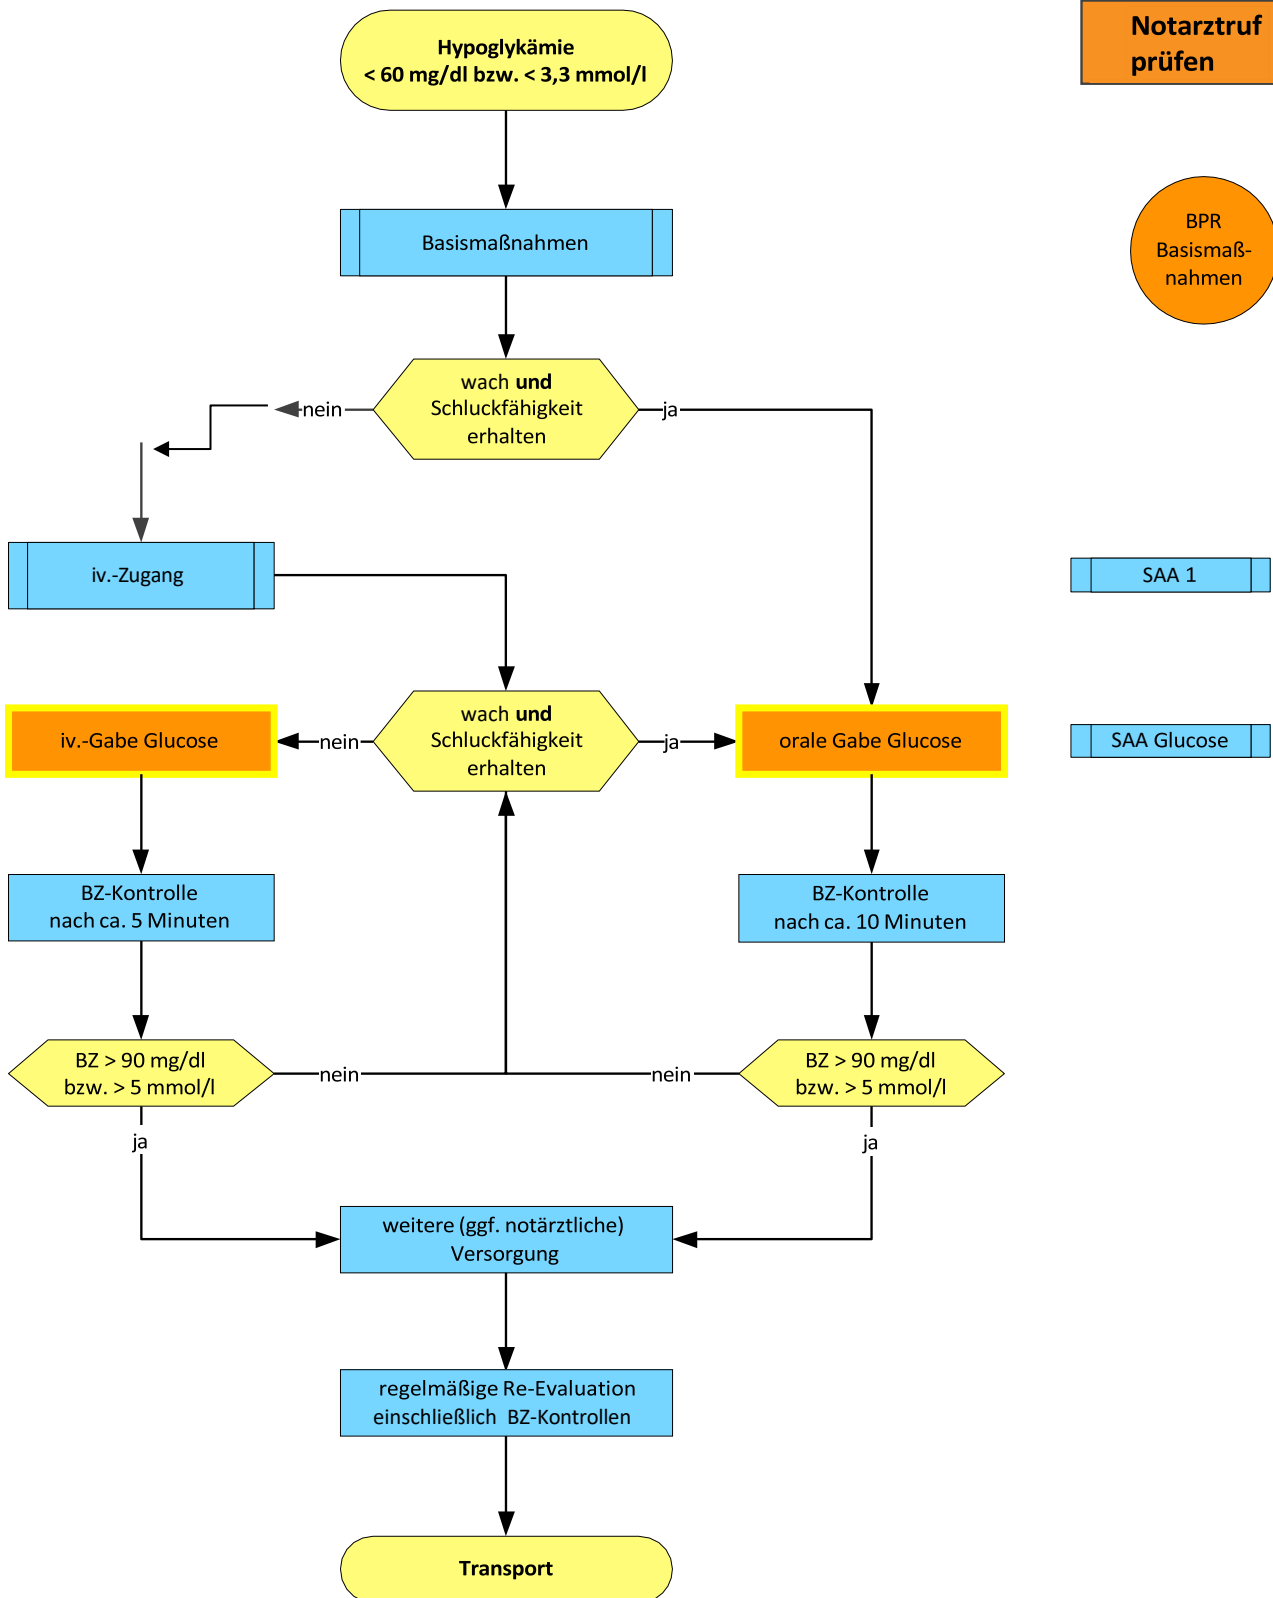 Hypoglykämie
< 60 mg/dl bzw. < 3,3 mmol/l
Notarztruf
prüfen
Basismaßnahmen
BPR
Basismaß-
nahmen
wach und
Schluckfähigkeit
erhalten
nein
ja
iv.-Zugang
SAA 1
wach und
Schluckfähigkeit
erhalten
iv.-Gabe Glucose
nein
ja
orale Gabe Glucose
SAA Glucose
BZ-Kontrolle
nach ca. 5 Minuten
BZ-Kontrolle
nach ca. 10 Minuten
BZ > 90 mg/dl
bzw. > 5 mmol/l
nein
nein
BZ > 90 mg/dl
bzw. > 5 mmol/l
ja
ja
weitere (ggf. notärztliche)
Versorgung
regelmäßige Re-Evaluation
einschließlich BZ-Kontrollen
Transport